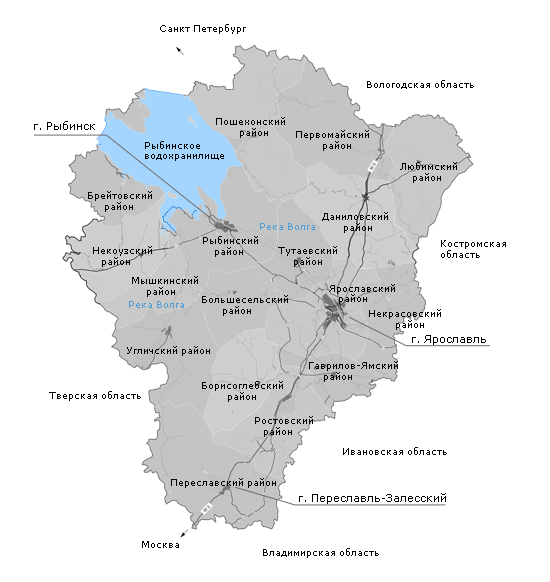 Санкт Петербург
Вологодская область
Пошехонский
район
г. Рыбинск
Первомайский
район
Рыбинское
водохранилище
Любимский
район
Брейтовский
район
Даниловский
район
Река Волга
Рыбинский
район
Костромская
область
Некоузский
район
Тутаевский
район
Мышкинский
район
Ярославский
район
Большесельский
район
Река Волга
Некрасовский
район
г. Ярославль
Угличский район
Гаврилов-Ямский
район
Борисоглебский
район
Тверская область
Ростовский
район
Ивановская область
Переславский район
г. Переславль-Залесский
Москва
Владимирская область